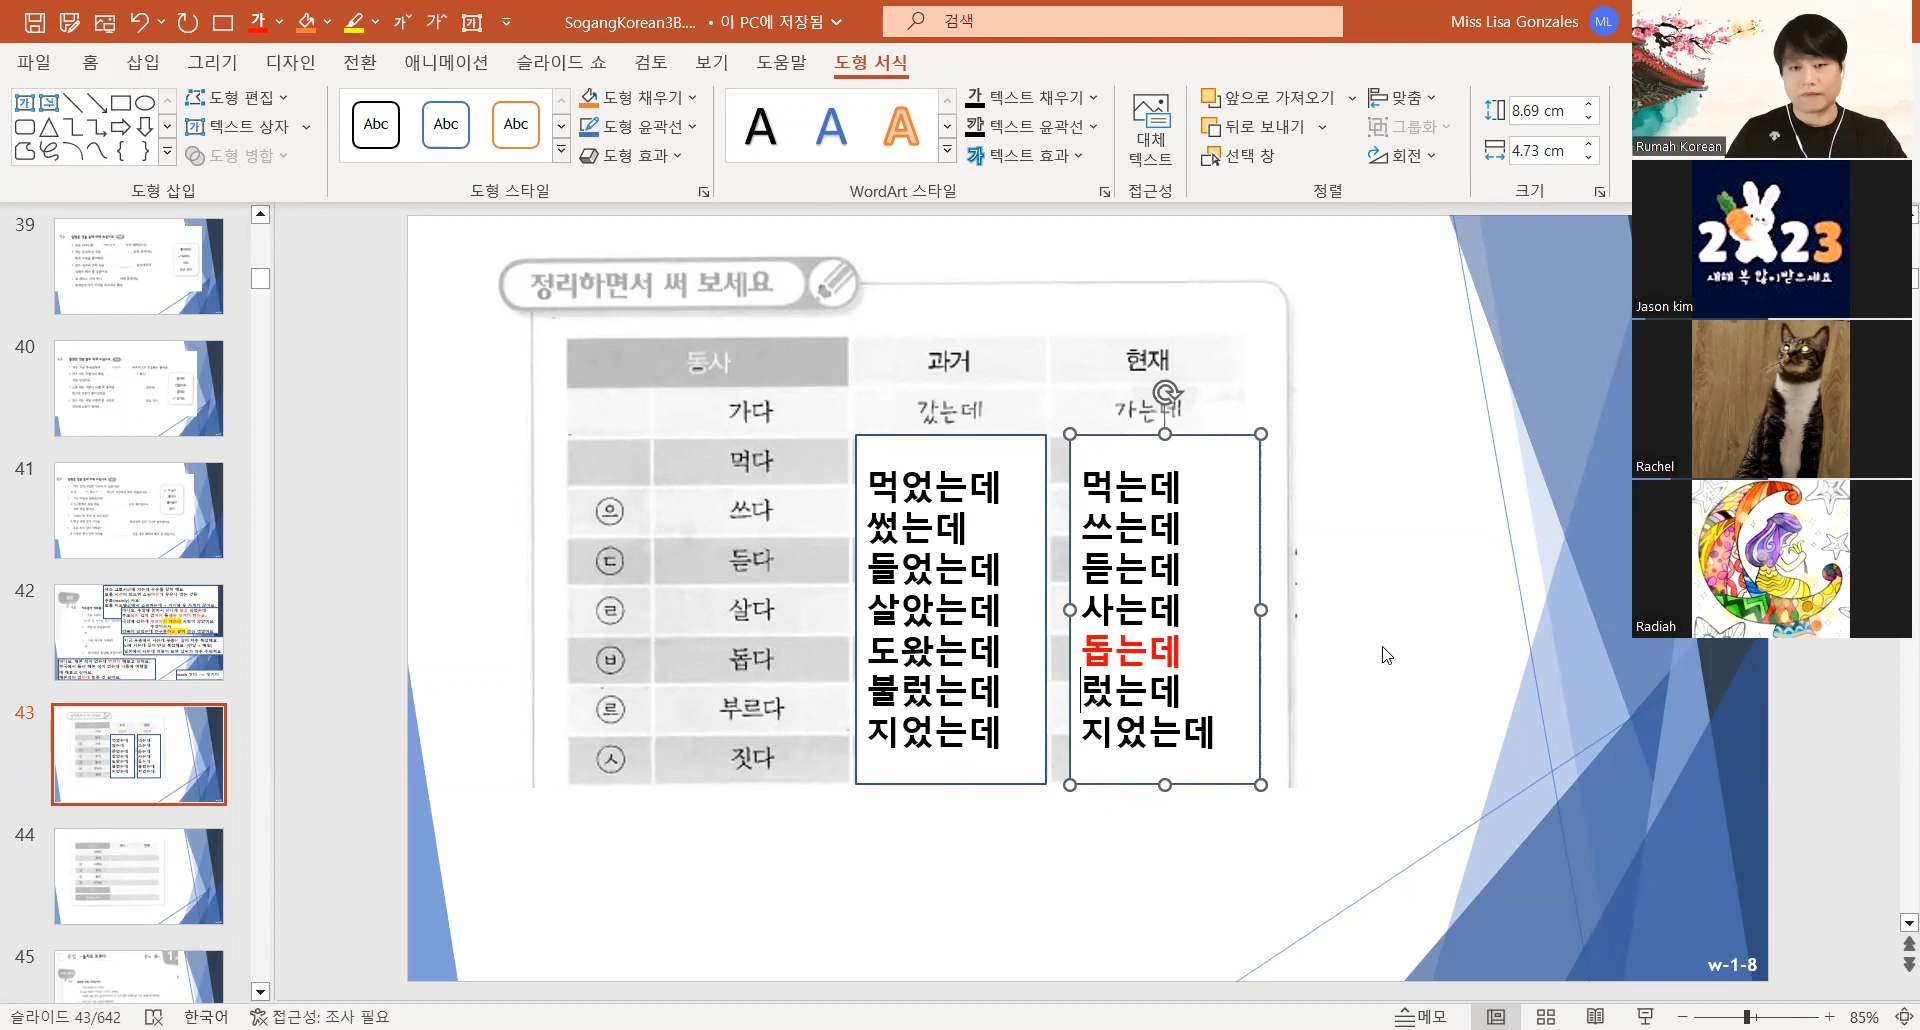 SogangKorean3B.... • 이 PC에 저장됨
검색
Miss Lisa Gonzales
ML
파일 홈 삽입 그리기 디자인 전환 애니메이션 슬라이드 쇼 검토 보기 도움말 도형 서식
도형 편집
텍스트 상자
도형 병합
도형 삽입
Abc Abc Abc
도형 채우기
도형 윤곽선
도형 효과
도형 스타일
A A A
텍스트 채우기
텍스트 윤곽선
텍스트 효과
WordArt 스타일
대체
텍스트
접근성
앞으로 가져오기
뒤로 보내기
선택 창
맞춤
그룹화
회전
정렬
8.69 cm
4.73 cm
크기
39
40
41
42
43
44
45
정리하면서 써 보세요
동사 과거 현재
가다 갔는데 가는데
먹다 먹었는데 먹는데
으 쓰다 썼는데 쓰는데
ㄷ 듣다 들었는데 듣는데
ㄹ 살다 살았는데 사는데
ㅂ 돕다 도왔는데 돕는데
르 부르다 불렀는데 렀는데
ㅅ 짓다 지었는데 지었는데
w-1-8
Rumah Korean
2023
새해 복 많이받으세요
Jason kim
Rachel
Radiah
슬라이드 43/642
한국어
접근성: 조사 필요
메모
85%